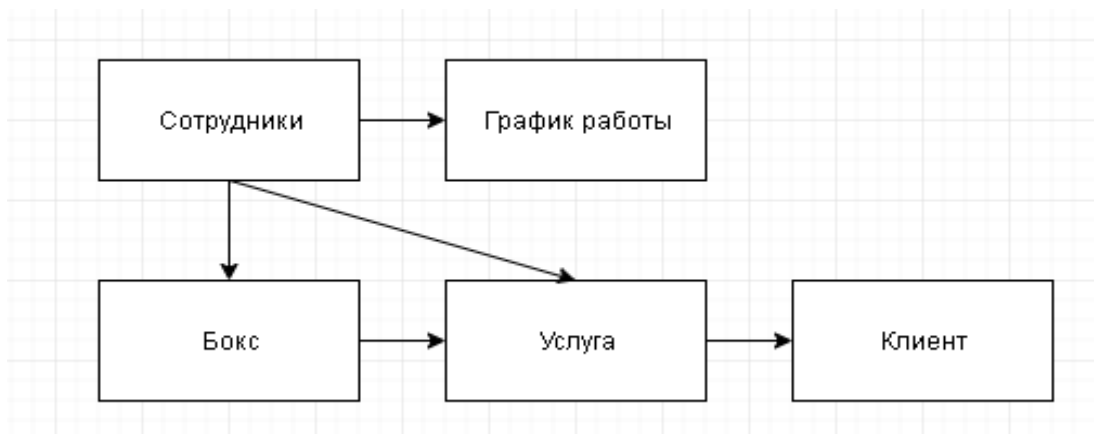 Сотрудники
График работы
Бокс
Услуга
Клиент